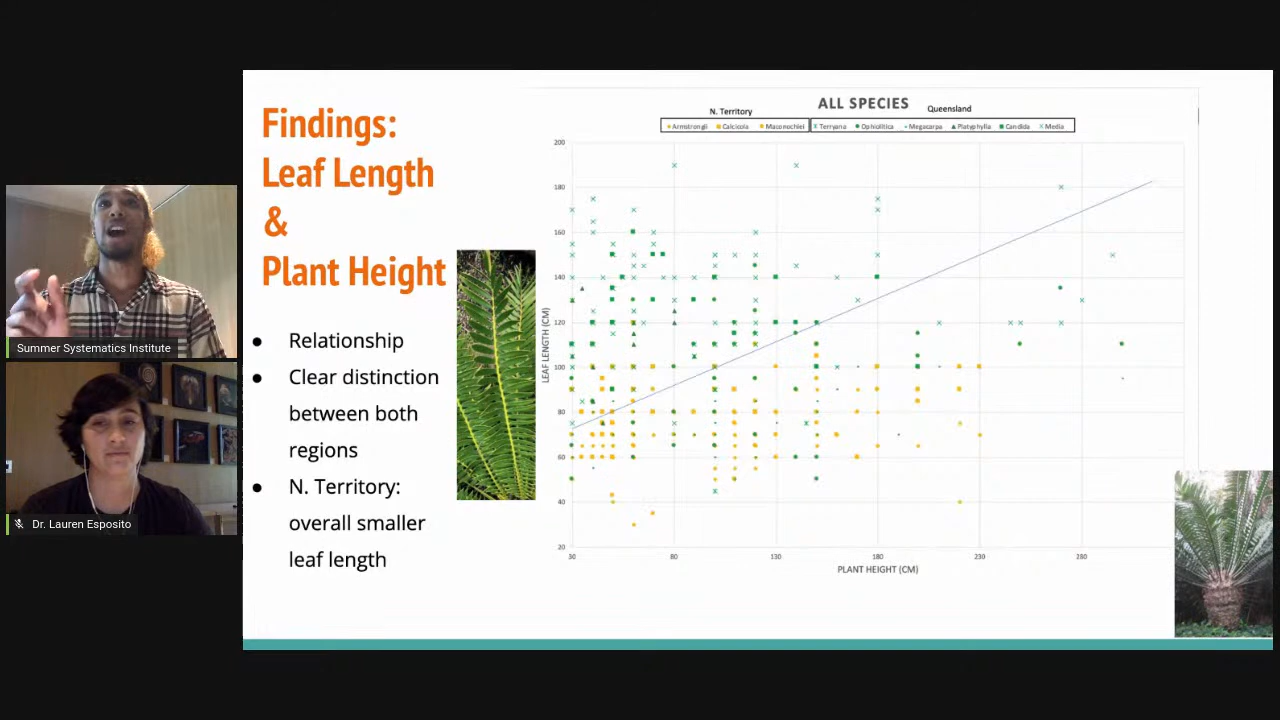 Findings:
Leaf Length
&
Plant Height
Relationship
Clear distinction
between both
regions
N. Territory:
overall smaller
leaf length
ALL SPECIES
N. Territory
Queensland
Armstrongii Calcicola Maconochiei Terryana Ophiolitica Megacarpa Platyphylla Candida Media
200
180
160
140
120
100
80
60
40
20
LEAF LENGTH (CM)
30 80 130 180 230 280
PLANT HEIGHT (CM)
Summer Systematics Institute
Dr. Lauren Esposito